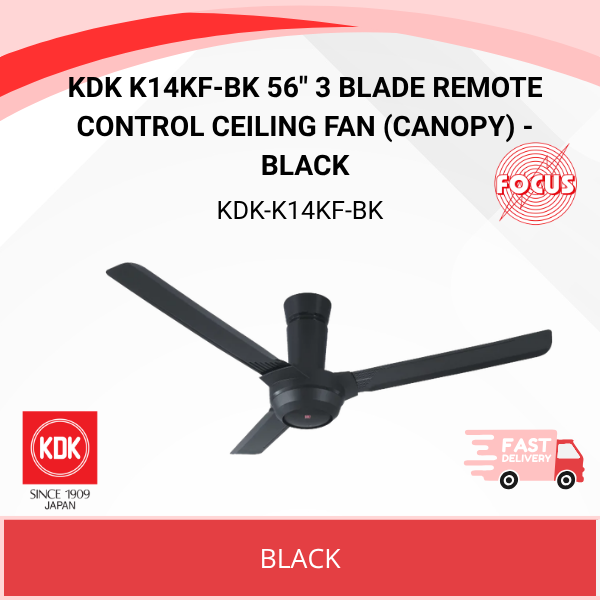 KDK K14KF-BK 56" 3 BLADE REMOTE
CONTROL CEILING FAN (CANOPY) -
BLACK
KDK-K14KF-BK
FOCUS
KDK
SINCE 1909
JAPAN
FAST
DELIVERY
BLACK